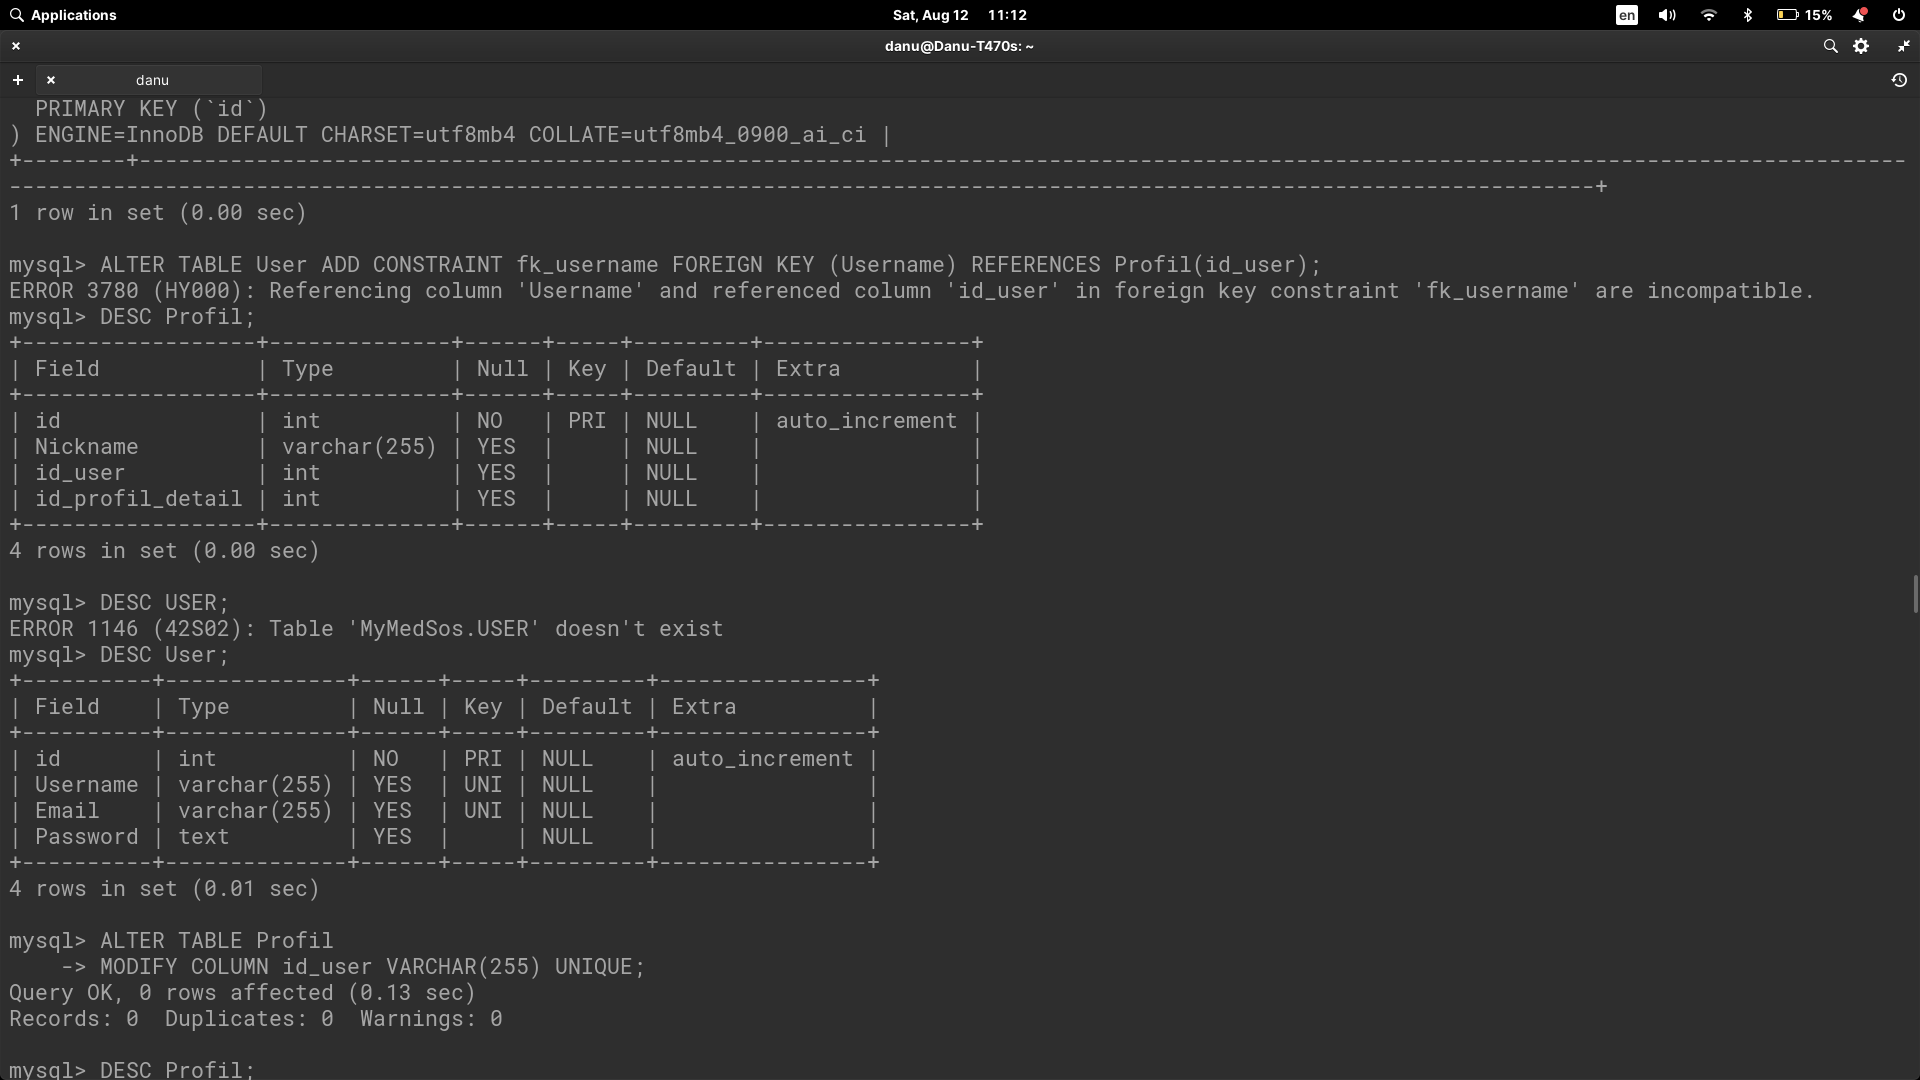 Applications
Sat, Aug 12 11:12
en
15%
danu@Danu-T470s: ~
danu
  PRIMARY KEY (`id`)
) ENGINE=InnoDB DEFAULT CHARSET=utf8mb4 COLLATE=utf8mb4_0900_ai_ci |
+--------+----------------------------------------------------------------------------------------------------------------------------------------
--------------------------------------------------------------------------------------------------------------------------+
1 row in set (0.00 sec)

mysql> ALTER TABLE User ADD CONSTRAINT fk_username FOREIGN KEY (Username) REFERENCES Profil(id_user);
ERROR 3780 (HY000): Referencing column 'Username' and referenced column 'id_user' in foreign key constraint 'fk_username' are incompatible.
mysql> DESC Profil;
+------------------+--------------+------+-----+---------+----------------+
| Field            | Type         | Null | Key | Default | Extra          |
+------------------+--------------+------+-----+---------+----------------+
| id               | int          | NO   | PRI | NULL    | auto_increment |
| Nickname         | varchar(255) | YES  |     | NULL    |                |
| id_user          | int          | YES  |     | NULL    |                |
| id_profil_detail | int          | YES  |     | NULL    |                |
+------------------+--------------+------+-----+---------+----------------+
4 rows in set (0.00 sec)

mysql> DESC USER;
ERROR 1146 (42S02): Table 'MyMedSos.USER' doesn't exist
mysql> DESC User;
+----------+--------------+------+-----+---------+----------------+
| Field    | Type         | Null | Key | Default | Extra          |
+----------+--------------+------+-----+---------+----------------+
| id       | int          | NO   | PRI | NULL    | auto_increment |
| Username | varchar(255) | YES  | UNI | NULL    |                |
| Email    | varchar(255) | YES  | UNI | NULL    |                |
| Password | text         | YES  |     | NULL    |                |
+----------+--------------+------+-----+---------+----------------+
4 rows in set (0.01 sec)

mysql> ALTER TABLE Profil
    -> MODIFY COLUMN id_user VARCHAR(255) UNIQUE;
Query OK, 0 rows affected (0.13 sec)
Records: 0  Duplicates: 0  Warnings: 0

mysql> DESC Profil;